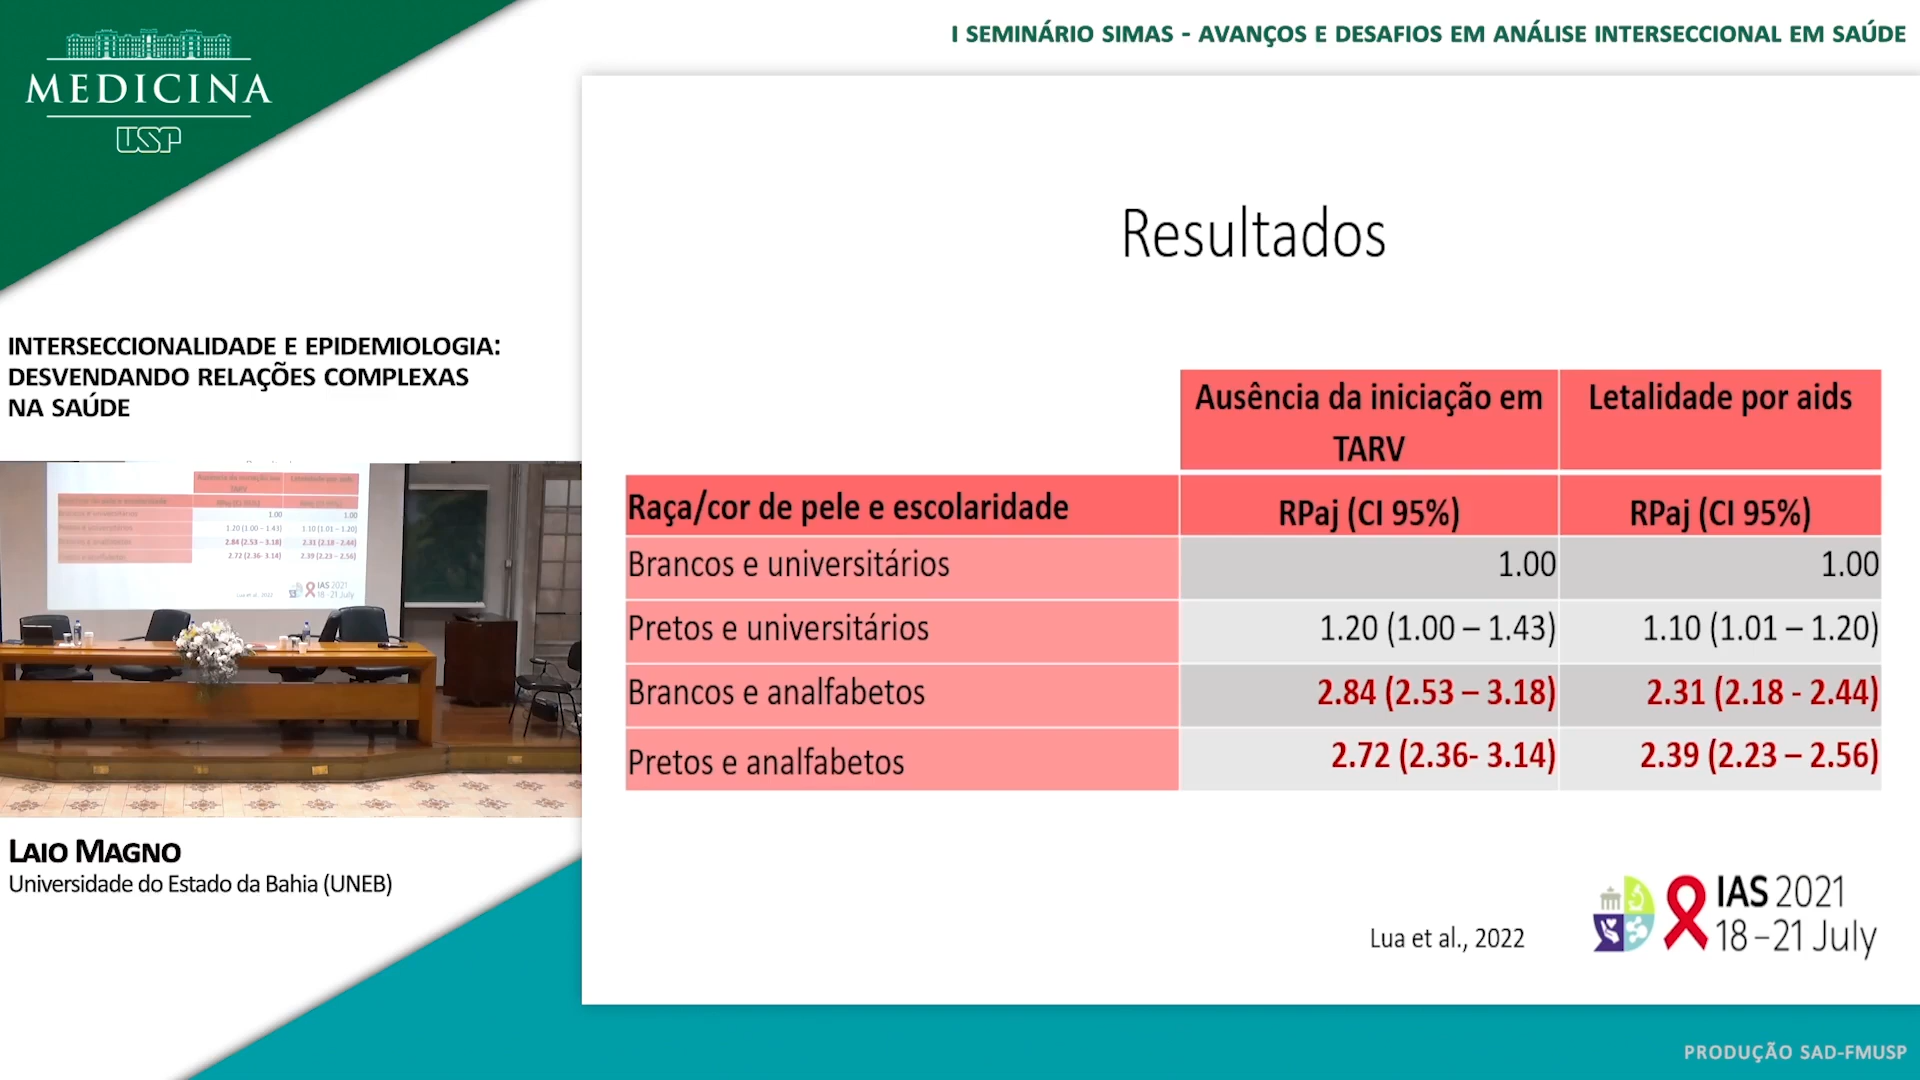 MEDICINA
USP
I SEMINÁRIO SIMAS - AVANÇOS E DESAFIOS EM ANÁLISE INTERSECCIONAL EM SAÚDE
INTERSECCIONALIDADE E EPIDEMIOLOGIA:
DESVENDANDO RELAÇÕES COMPLEXAS
NA SAÚDE
LAIO MAGNO
Universidade do Estado da Bahia (UNEB)
Resultados
Ausência da iniciação em
TARV
Letalidade por aids
Raça/cor de pele e escolaridade RPaj (CI 95%) RPaj (CI 95%)
Brancos e universitários 1.00 1.00
Pretos e universitários 1.20 (1.00 – 1.43) 1.10 (1.01 – 1.20)
Brancos e analfabetos 2.84 (2.53 – 3.18) 2.31 (2.18 - 2.44)
Pretos e analfabetos 2.72 (2.36- 3.14) 2.39 (2.23 – 2.56)
Lua et al., 2022
IAS 2021
18 – 21 July
PRODUÇÃO SAD-FMUSP